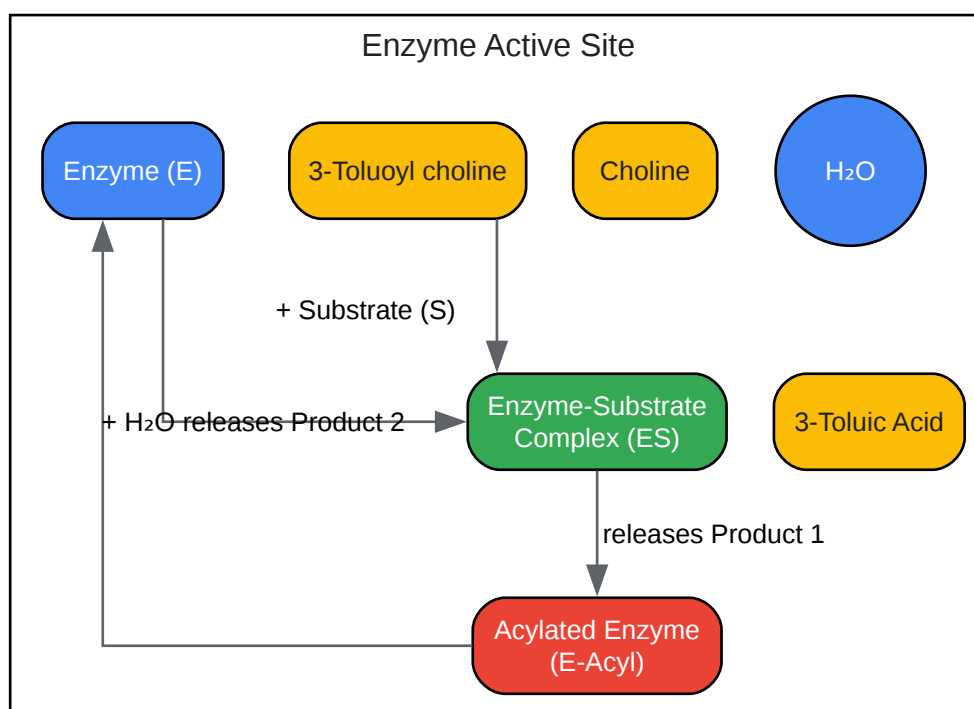 Enzyme Active Site
Enzyme (E)
3-Toluoyl choline
Choline
H₂O
+ Substrate (S)
+ H₂O releases Product 2
Enzyme-Substrate
Complex (ES)
3-Toluic Acid
releases Product 1
Acylated Enzyme
(E-Acyl)